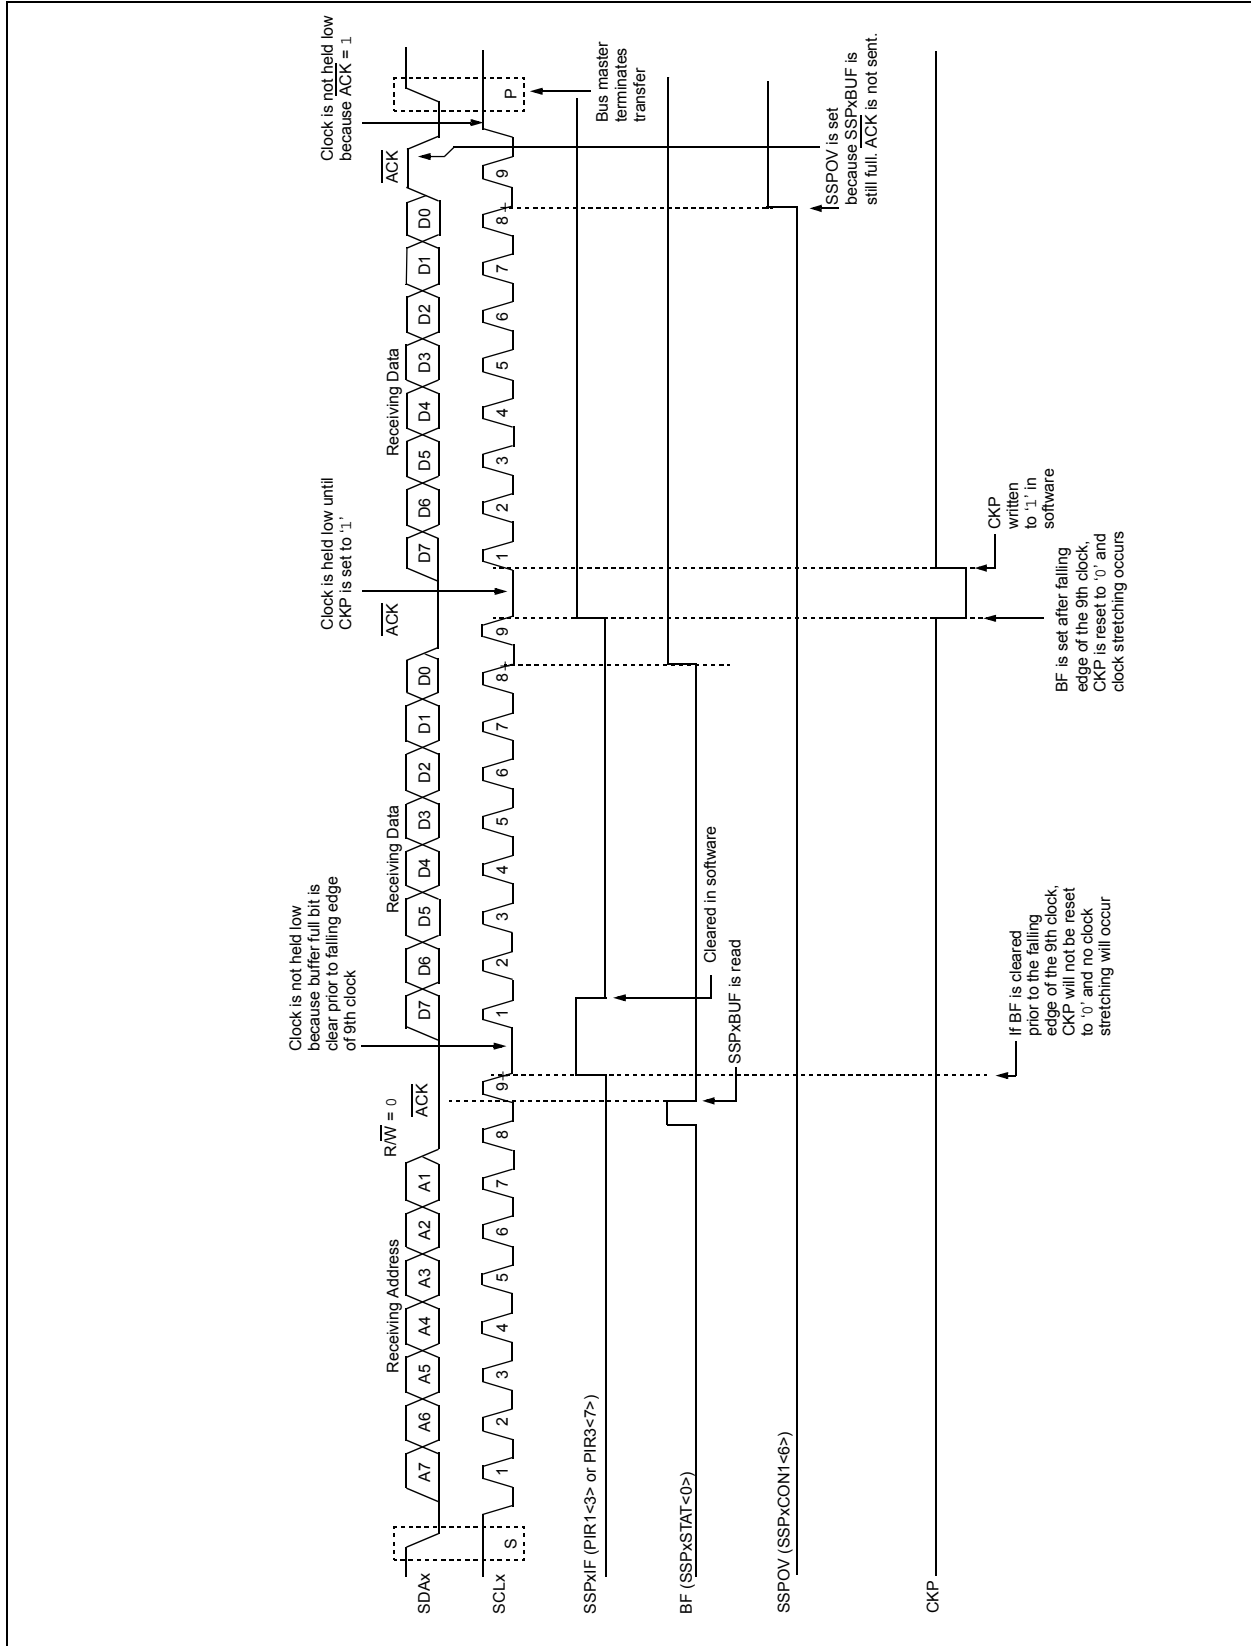 Clock is not held low
because buffer full bit is
clear prior to falling edge
of 9th clock
Clock is held low until
CKP is set to ‘1’
Clock is not held low
because ACK = 1
Receiving Address
R/W = 0
ACK
Receiving Data
ACK
Receiving Data
ACK
SDAx
A7
A6
A5
A4
A3
A2
A1
D7
D6
D5
D4
D3
D2
D1
D0
D7
D6
D5
D4
D3
D2
D1
D0
SCLx
S
1
2
3
4
5
6
7
8
9
1
2
3
4
5
6
7
8
9
1
2
3
4
5
6
7
8
9
P
Bus master
terminates
transfer
SSPxIF (PIR1<3> or PIR3<7>)
Cleared in software
BF (SSPxSTAT<0>)
SSPxBUF is read
SSPOV (SSPxCON1<6>)
SSPOV is set
because SSPxBUF is
still full. ACK is not sent.
CKP
CKP
written
to ‘1’ in
software
If BF is cleared
prior to the falling
edge of the 9th clock,
CKP will not be reset
to ‘0’ and no clock
stretching will occur
BF is set after falling
edge of the 9th clock,
CKP is reset to ‘0’ and
clock stretching occurs